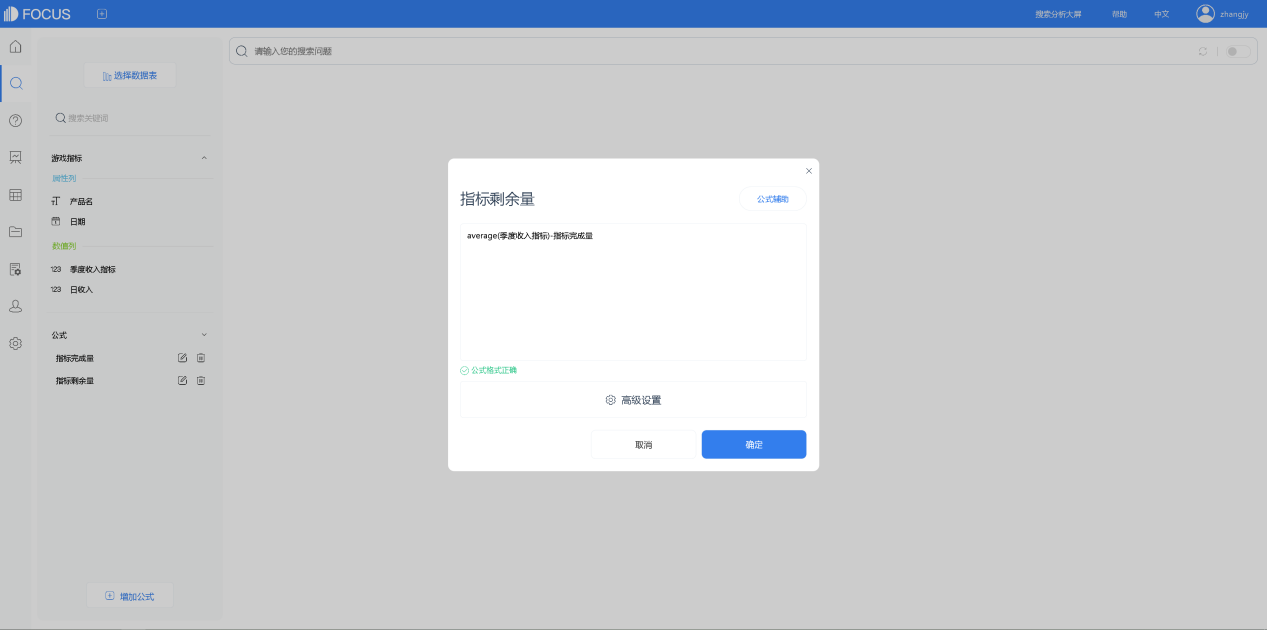 FOCUS
搜索分析大屏
帮助
中文
zhangjy
选择数据表
请输入您的搜索问题
搜索关键词
游戏指标
属性列
产品名
日期
数值列
123 季度收入指标
123 日收入
公式
指标完成量
指标剩余量
增加公式
指标剩余量
公式辅助
average(季度收入指标)-指标完成量
公式格式正确
高级设置
取消
确定